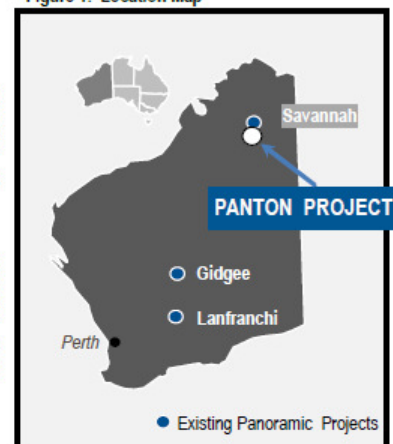 Figure 1: Location Map
Savannah
PANTON PROJECT
Gidgee
Lanfranchi
Perth
Existing Panoramic Projects